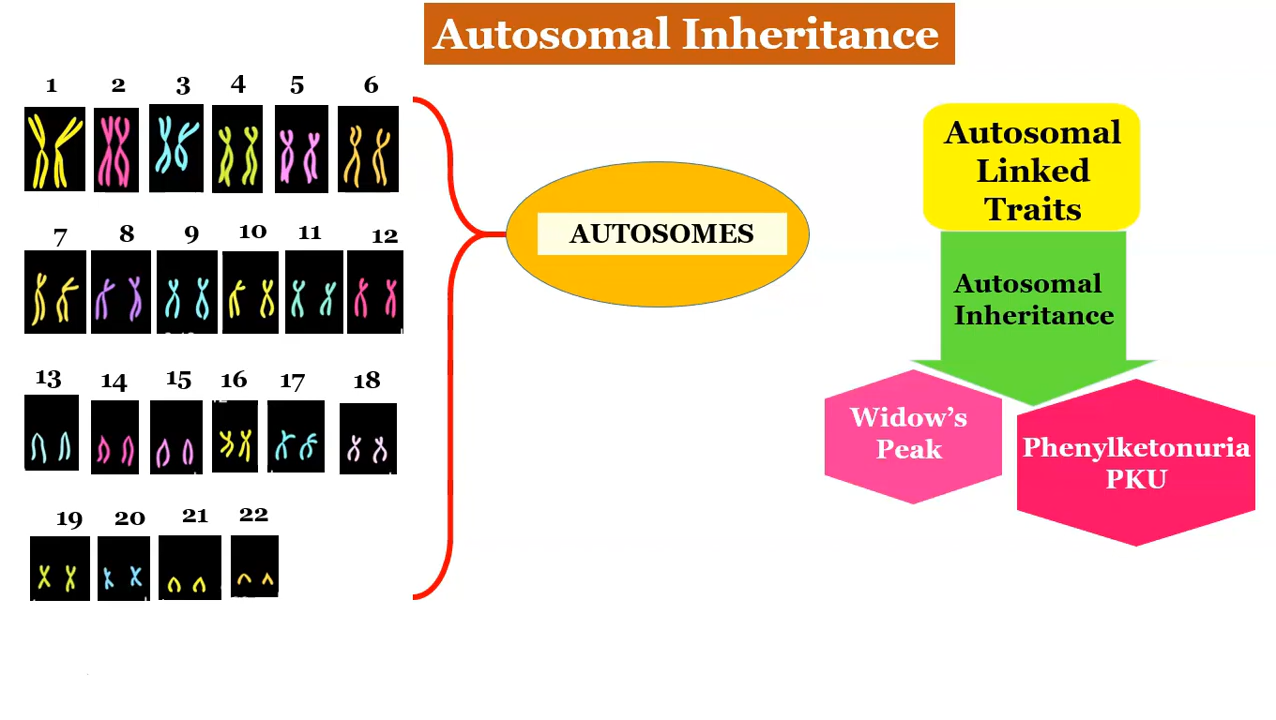 Autosomal Inheritance
1 2 3 4 5 6
7 8 9 10 11 12
13 14 15 16 17 18
19 20 21 22
AUTOSOMES
Autosomal
Linked
Traits
Autosomal
Inheritance
Widow's
Peak
Phenylketonuria
PKU